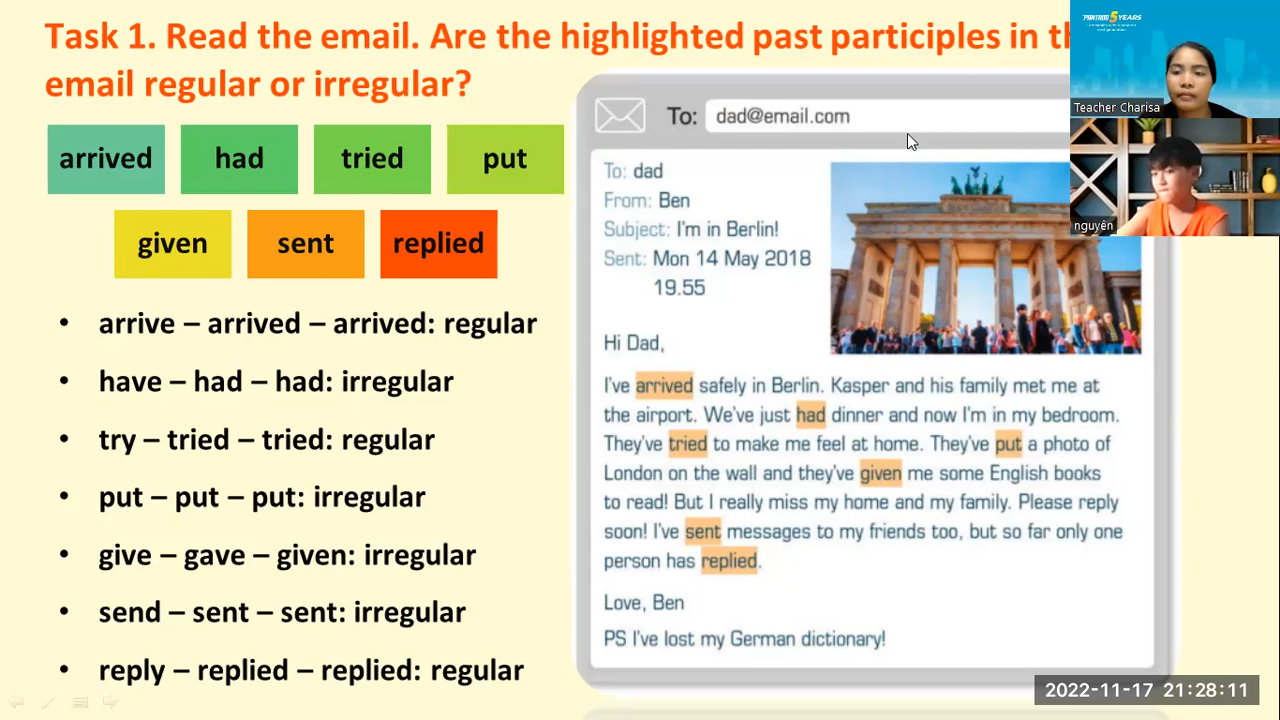 Task 1. Read the email. Are the highlighted past participles in th
email regular or irregular?
arrived had tried put
given sent replied
• arrive – arrived – arrived: regular
• have – had – had: irregular
• try – tried – tried: regular
• put – put – put: irregular
• give – gave – given: irregular
• send – sent – sent: irregular
• reply – replied – replied: regular
To: dad@email.com
To: dad
From: Ben
Subject: I'm in Berlin!
Sent: Mon 14 May 2018
19.55
Hi Dad,
I've arrived safely in Berlin. Kasper and his family met me at
the airport. We've just had dinner and now I'm in my bedroom.
They've tried to make me feel at home. They've put a photo of
London on the wall and they've given me some English books
to read! But I really miss my home and my family. Please reply
soon! I've sent messages to my friends too, but so far only one
person has replied.
Love, Ben
PS I've lost my German dictionary!
5 YEARS
Teacher Charisa
nguyên
2022-11-17 21:28:11